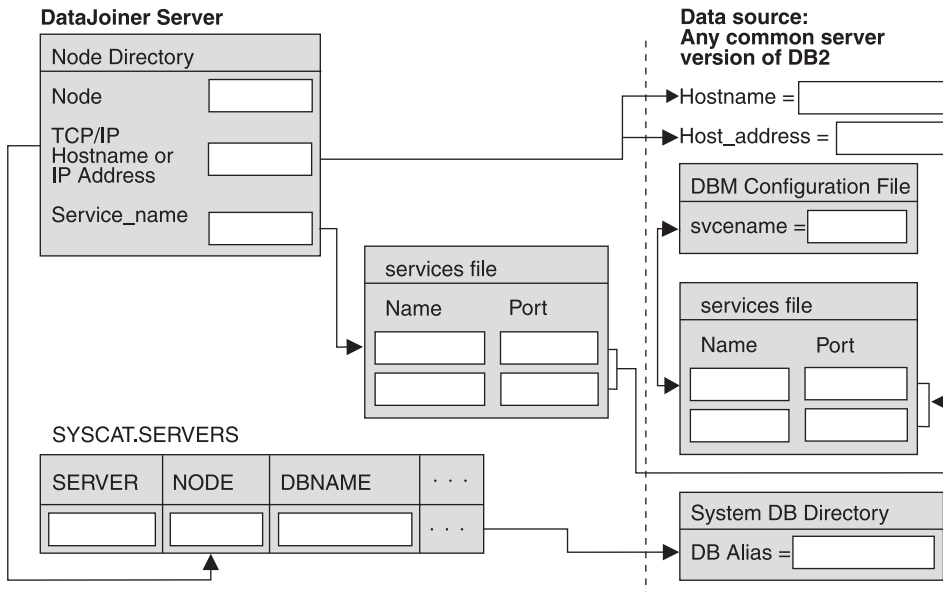 DataJoiner Server
Node Directory
Node
TCP/IP
Hostname or
IP Address
Service_name
services file
Name Port
SYSCAT.SERVERS
SERVER NODE DBNAME . . .
. . .
Data source:
Any common server
version of DB2
Hostname =
Host_address =
DBM Configuration File
svcename =
services file
Name Port
System DB Directory
DB Alias =